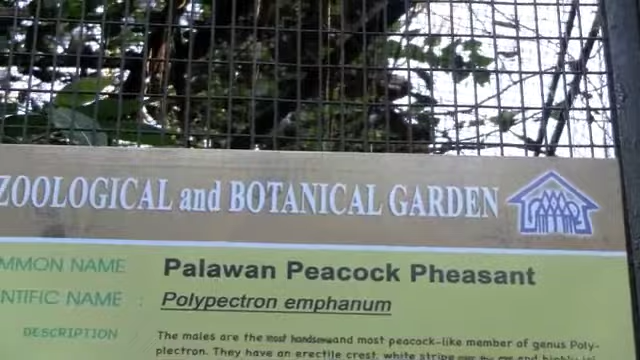 ZOOLOGICAL and BOTANICAL GARDEN
MMON NAME Palawan Peacock Pheasant
NTIFIC NAME : Polypectron emphanum
DESCRIPTION The males are the most handsome and most peacock-like member of genus Poly-
plectron. They have an erectile crest, white stripe